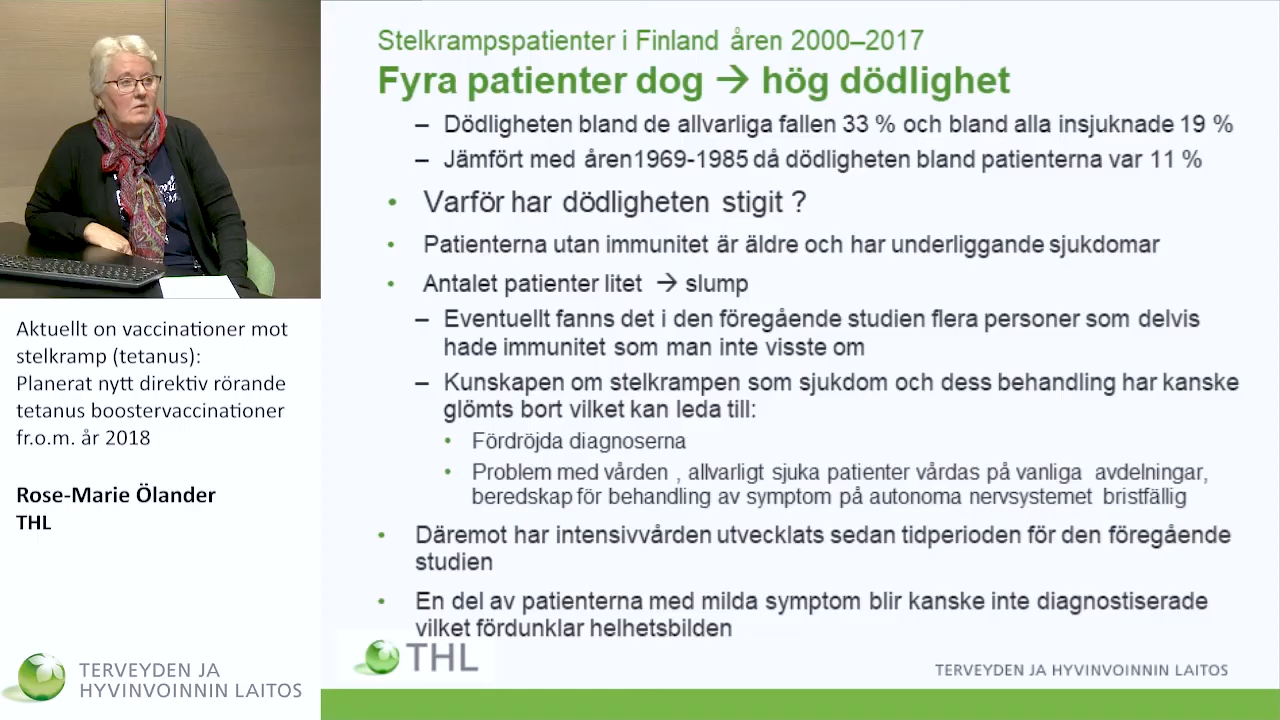 Stelkrampspatienter i Finland åren 2000–2017
Fyra patienter dog → hög dödlighet
– Dödligheten bland de allvarliga fallen 33 % och bland alla insjuknade 19 %
– Jämfört med åren1969-1985 då dödligheten bland patienterna var 11 %
• Varför har dödligheten stigit ?
• Patienterna utan immunitet är äldre och har underliggande sjukdomar
• Antalet patienter litet → slump
– Eventuellt fanns det i den föregående studien flera personer som delvis
hade immunitet som man inte visste om
– Kunskapen om stelkrampen som sjukdom och dess behandling har kanske
glömts bort vilket kan leda till:
• Fördröjda diagnoserna
• Problem med vården , allvarligt sjuka patienter vårdas på vanliga avdelningar,
beredskap för behandling av symptom på autonoma nervsystemet bristfällig
• Däremot har intensivvården utvecklats sedan tidperioden för den föregående
studien
• En del av patienterna med milda symptom blir kanske inte diagnostiserade
vilket fördunklar helhetsbilden
THL
TERVEYDEN JA HYVINVOINNIN LAITOS
Aktuellt on vaccinationer mot
stelkramp (tetanus):
Planerat nytt direktiv rörande
tetanus boostervaccinationer
fr.o.m. år 2018
Rose-Marie Ölander
THL
TERVEYDEN JA
HYVINVOINNIN LAITOS